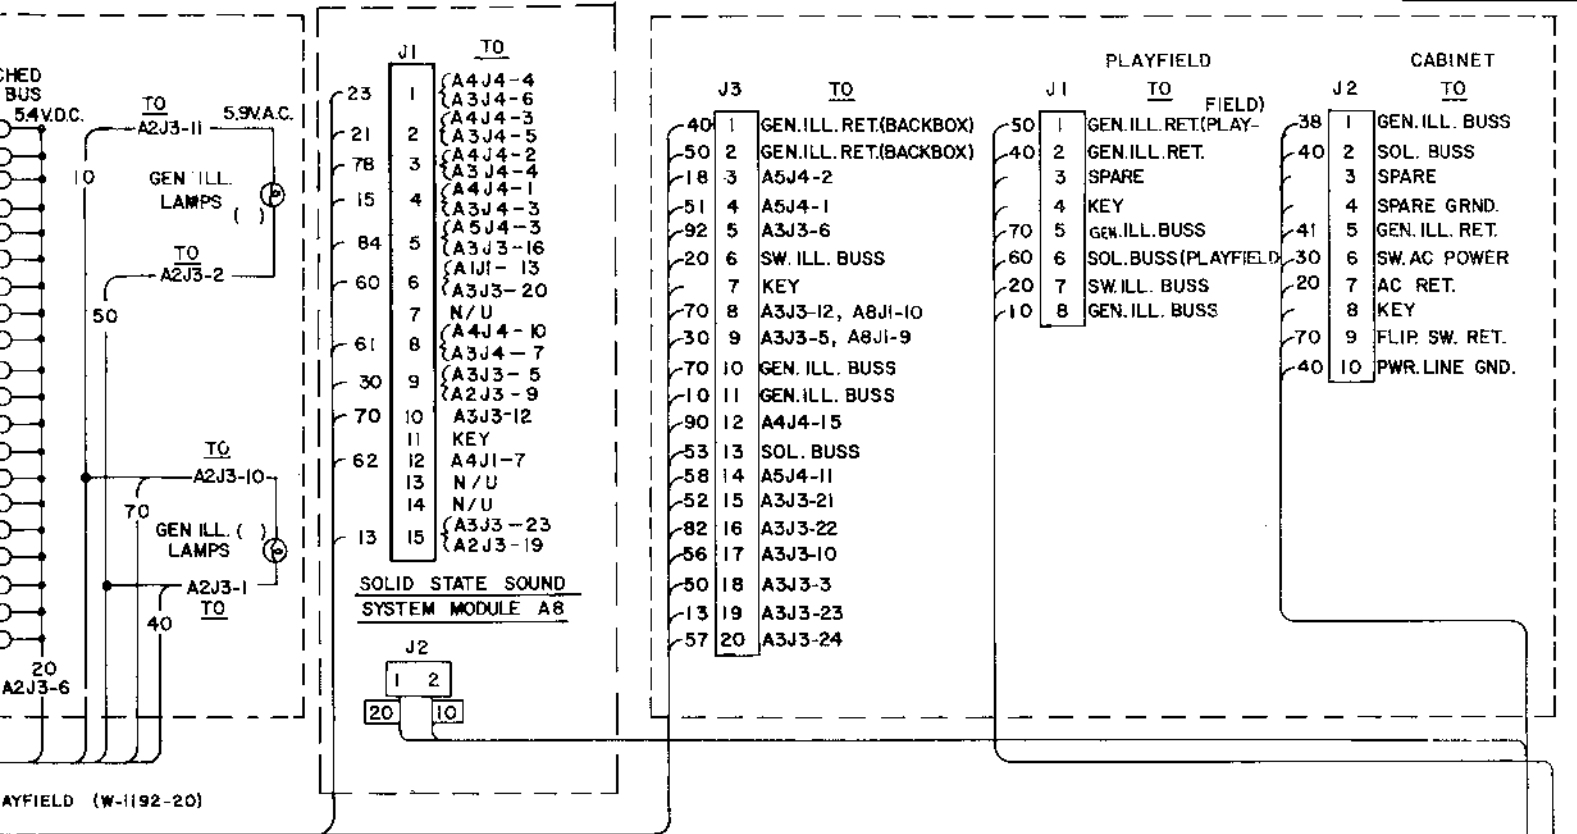 CHED
BUS
5.4V.D.C.
TO
A2J3-11
5.9V.A.C.
10
GEN ILL.
LAMPS
( )
TO
A2J3-2
50
TO
A2J3-10
70
GEN ILL. ( )
LAMPS
A2J3-1
TO
40
20
A2J3-6
AYFIELD (W-1192-20)
J1 TO
23 1 A4J4-4
A3J4-6
21 2 A4J4-3
A3J4-5
78 3 A4J4-2
A3J4-4
15 4 A4J4-1
A3J4-3
84 5 A5J4-3
A3J3-16
60 6 A1J1-13
A3J3-20
7 N/U
61 8 A4J4-10
A3J4-7
30 9 A3J3-5
A2J3-9
70 10 A3J3-12
11 KEY
62 12 A4J1-7
13 N/U
14 N/U
13 15 A3J3-23
A2J3-19
SOLID STATE SOUND
SYSTEM MODULE A8
J2
1 2
20 10
J3 TO
40 1 GEN.ILL.RET.(BACKBOX)
50 2 GEN.ILL.RET.(BACKBOX)
18 3 A5J4-2
51 4 A5J4-1
92 5 A3J3-6
20 6 SW. ILL. BUSS
7 KEY
70 8 A3J3-12, A8J1-10
30 9 A3J3-5, A8J1-9
70 10 GEN. ILL. BUSS
10 11 GEN. ILL. BUSS
90 12 A4J4-15
53 13 SOL. BUSS
58 14 A5J4-11
52 15 A3J3-21
82 16 A3J3-22
56 17 A3J3-10
50 18 A3J3-3
13 19 A3J3-23
57 20 A3J3-24
PLAYFIELD
J1 TO
FIELD)
50 1 GEN.ILL.RET.(PLAY-
40 2 GEN.ILL.RET.
3 SPARE
4 KEY
70 5 GEN.ILL.BUSS
60 6 SOL.BUSS(PLAYFIELD
20 7 SW.ILL. BUSS
10 8 GEN.ILL. BUSS
CABINET
J2 TO
38 1 GEN.ILL. BUSS
40 2 SOL. BUSS
3 SPARE
4 SPARE GRND.
41 5 GEN.ILL. RET.
30 6 SW.AC POWER
20 7 AC RET.
8 KEY
70 9 FLIP. SW. RET.
40 10 PWR.LINE GND.